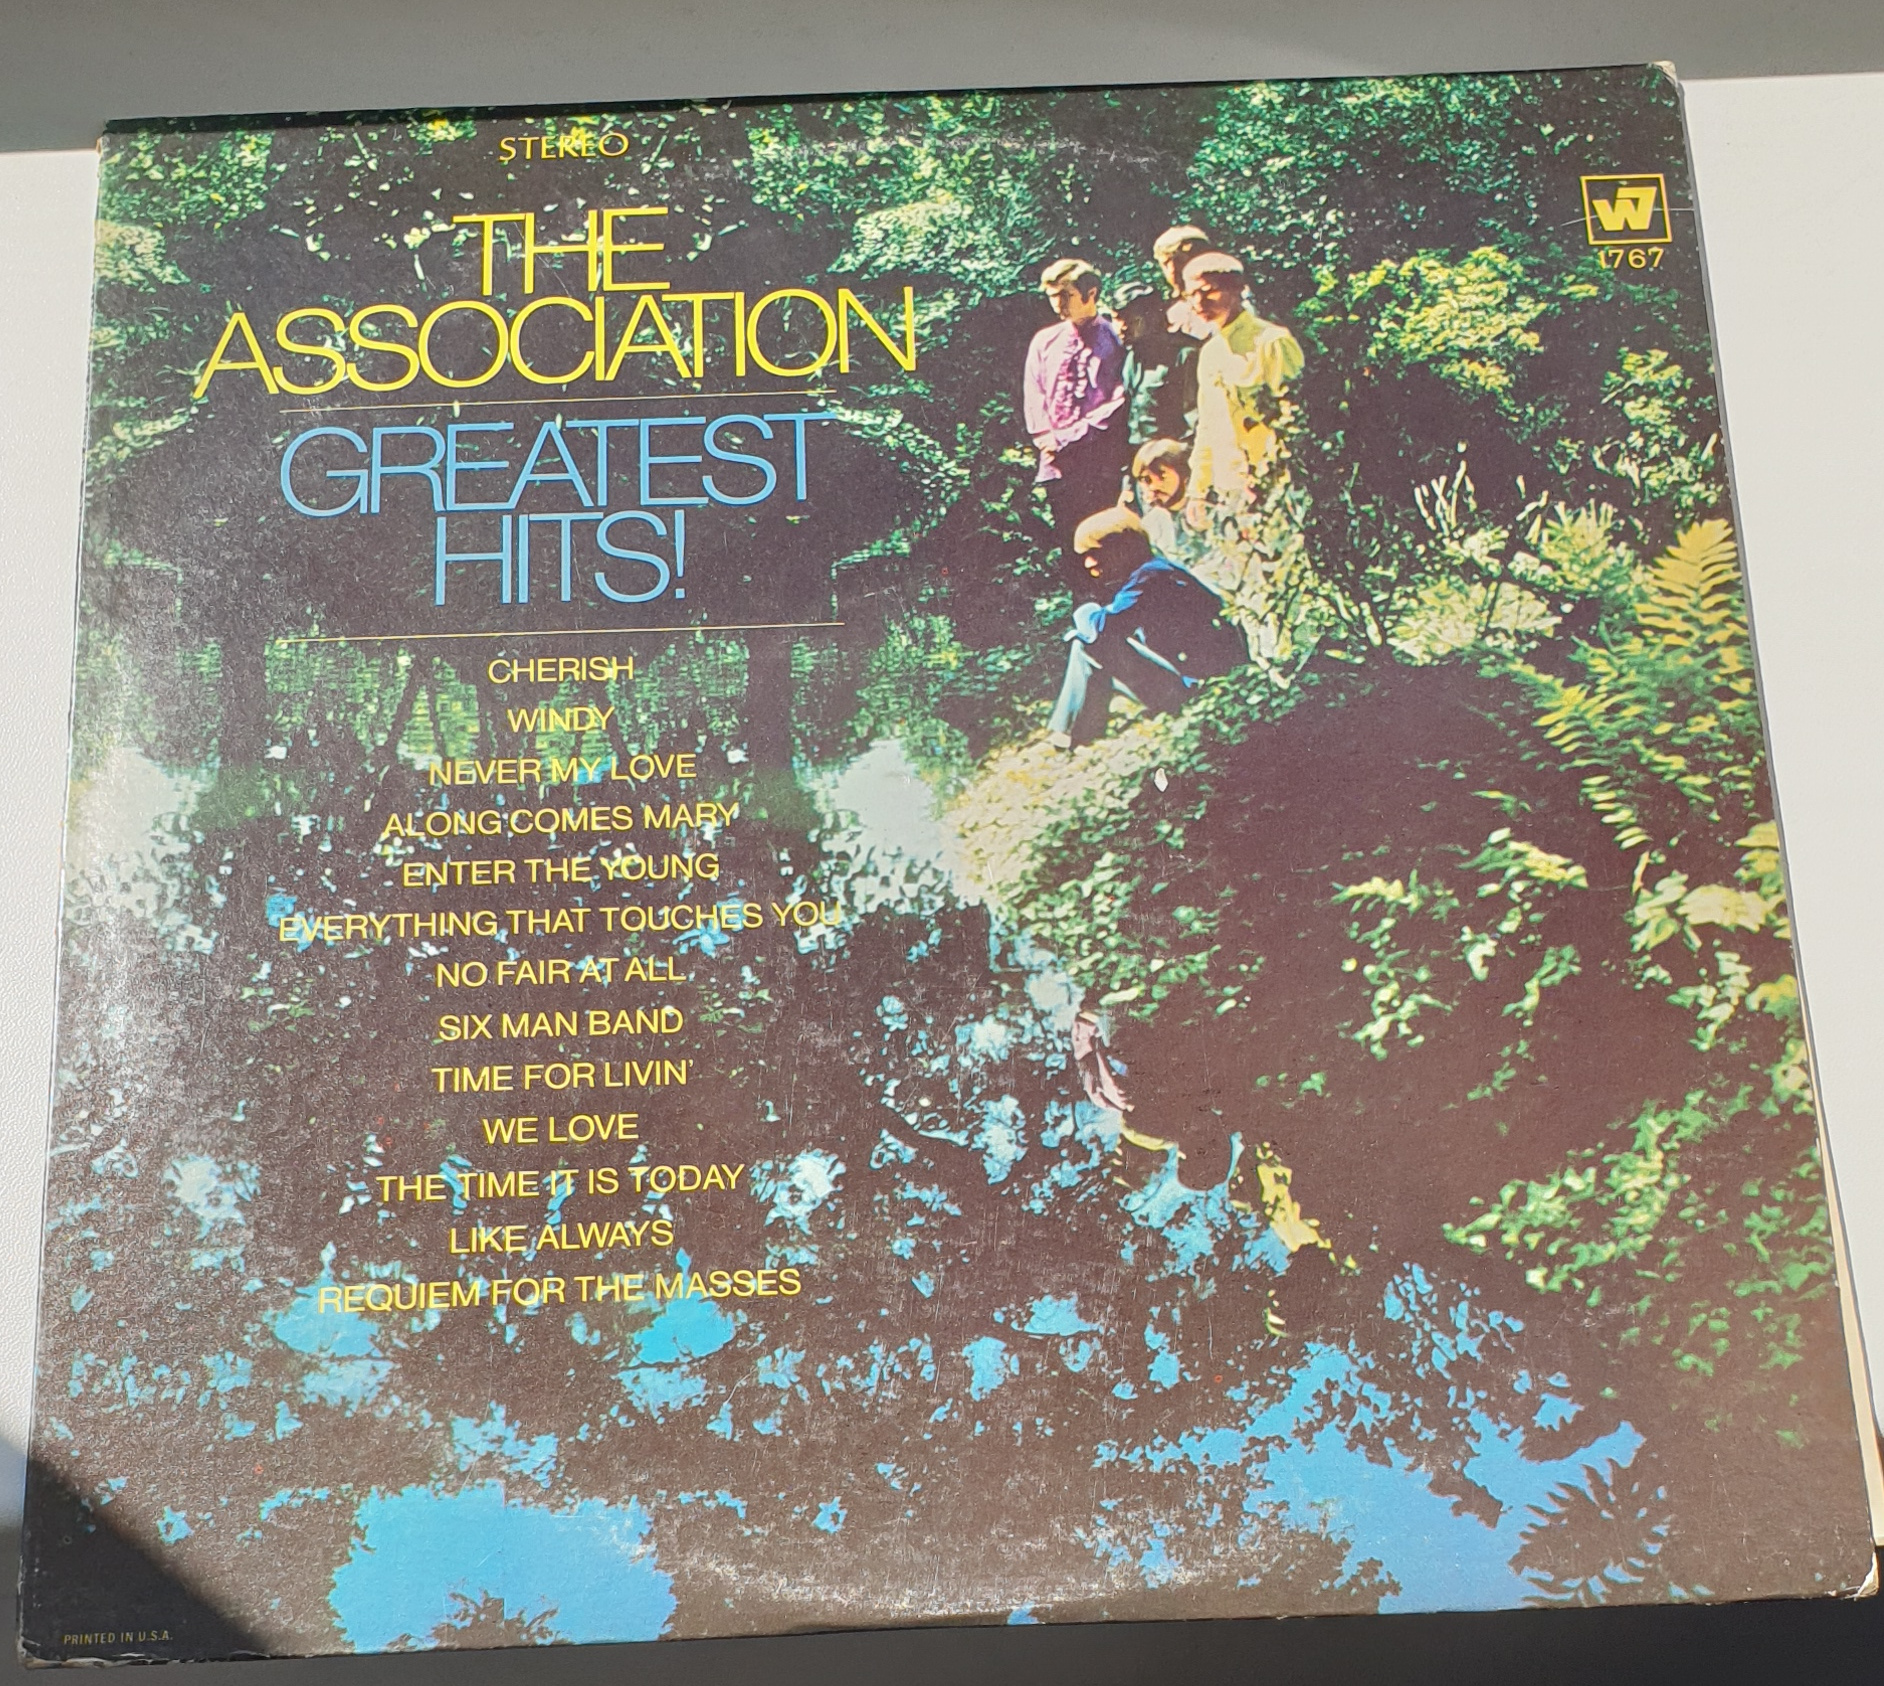 STEREO
W7
1767
THE
ASSOCIATION
GREATEST
HITS!
CHERISH
WINDY
NEVER MY LOVE
ALONG COMES MARY
ENTER THE YOUNG
EVERYTHING THAT TOUCHES YOU
NO FAIR AT ALL
SIX MAN BAND
TIME FOR LIVIN'
WE LOVE
THE TIME IT IS TODAY
LIKE ALWAYS
REQUIEM FOR THE MASSES
PRINTED IN U.S.A.